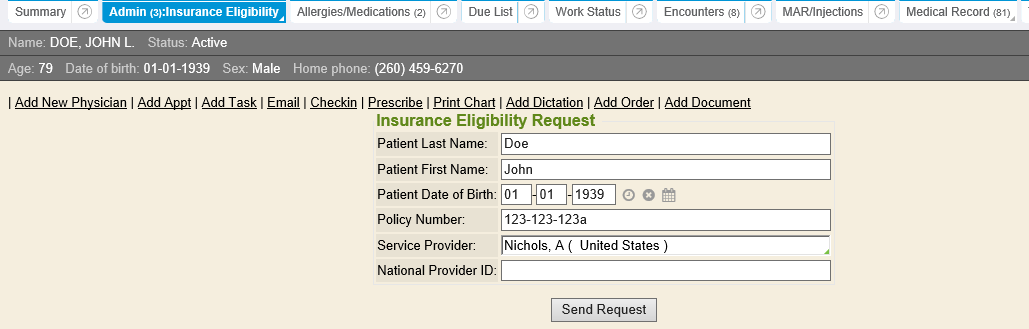 Summary Admin (3):Insurance Eligibility Allergies/Medications (2) Due List Work Status Encounters (8) MAR/Injections Medical Record (81)
Name: DOE, JOHN L. Status: Active
Age: 79 Date of birth: 01-01-1939 Sex: Male Home phone: (260) 459-6270
| Add New Physician | Add Appt | Add Task | Email | Checkin | Prescribe | Print Chart | Add Dictation | Add Order | Add Document
Insurance Eligibility Request
Patient Last Name: Doe
Patient First Name: John
Patient Date of Birth: 01 - 01 - 1939
Policy Number: 123-123-123a
Service Provider: Nichols, A ( United States )
National Provider ID:
Send Request